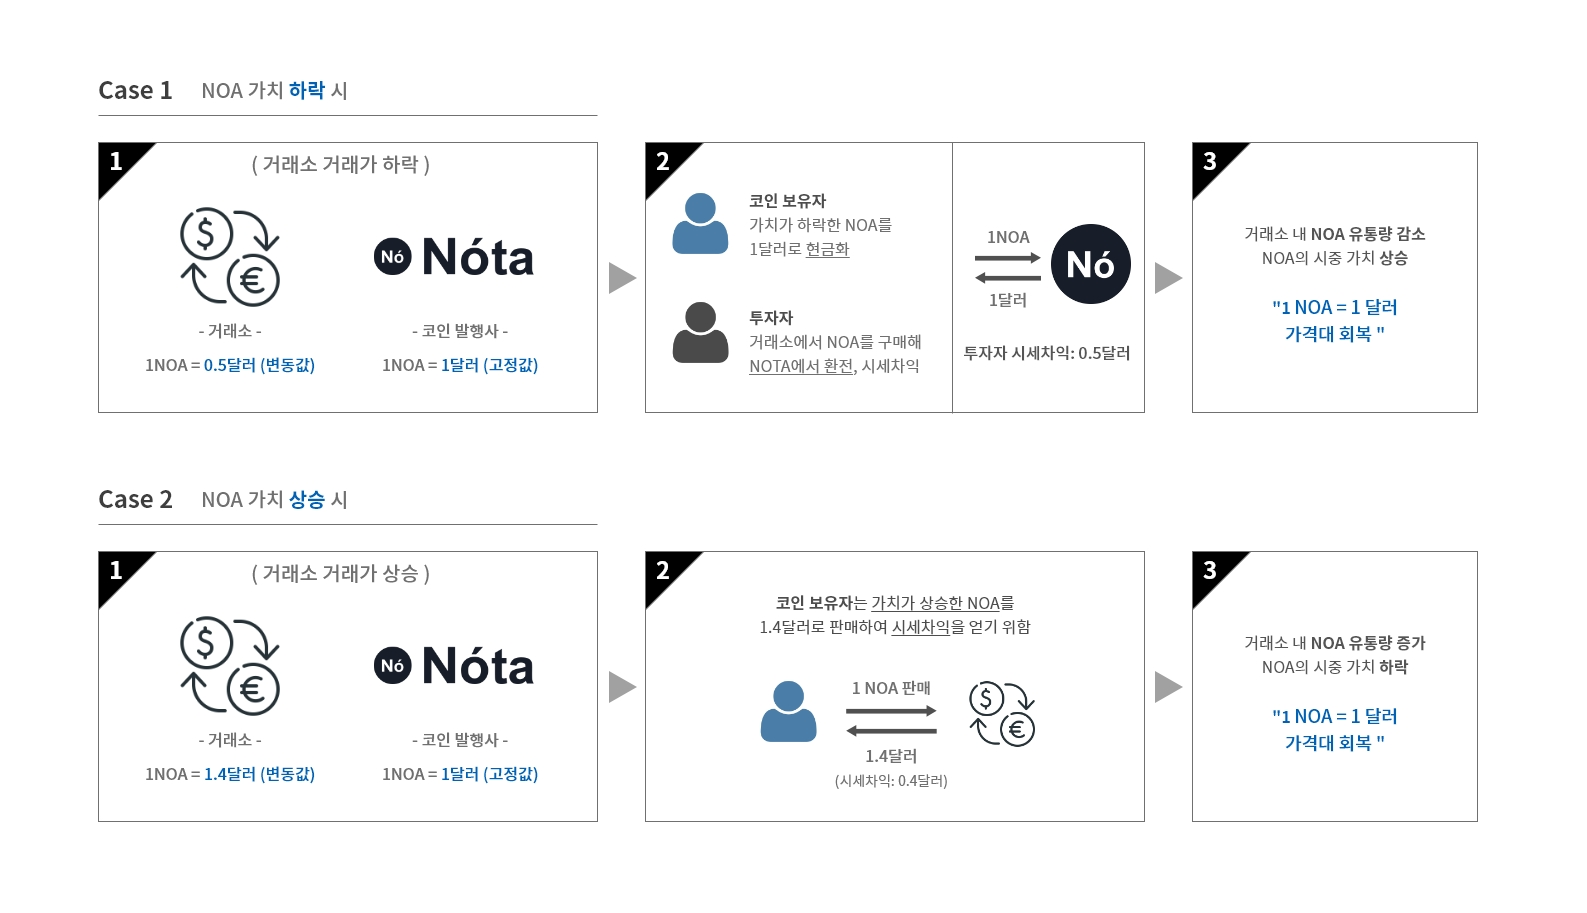 Case 1 NOA 가치 하락 시
1
( 거래소 거래가 하락 )
$
€
Nó Nóta
- 거래소 -
- 코인 발행사 -
1NOA = 0.5달러 (변동값)
1NOA = 1달러 (고정값)
2
코인 보유자
가치가 하락한 NOA를
1달러로 현금화
투자자
거래소에서 NOA를 구매해
NOTA에서 환전, 시세차익
1NOA
Nó
1달러
투자자 시세차익: 0.5달러
3
거래소 내 NOA 유통량 감소
NOA의 시중 가치 상승
"1 NOA = 1 달러
가격대 회복 "
Case 2 NOA 가치 상승 시
1
( 거래소 거래가 상승 )
$
€
Nó Nóta
- 거래소 -
- 코인 발행사 -
1NOA = 1.4달러 (변동값)
1NOA = 1달러 (고정값)
2
코인 보유자는 가치가 상승한 NOA를
1.4달러로 판매하여 시세차익을 얻기 위함
1 NOA 판매
$
€
1.4달러
(시세차익: 0.4달러)
3
거래소 내 NOA 유통량 증가
NOA의 시중 가치 하락
"1 NOA = 1 달러
가격대 회복 "